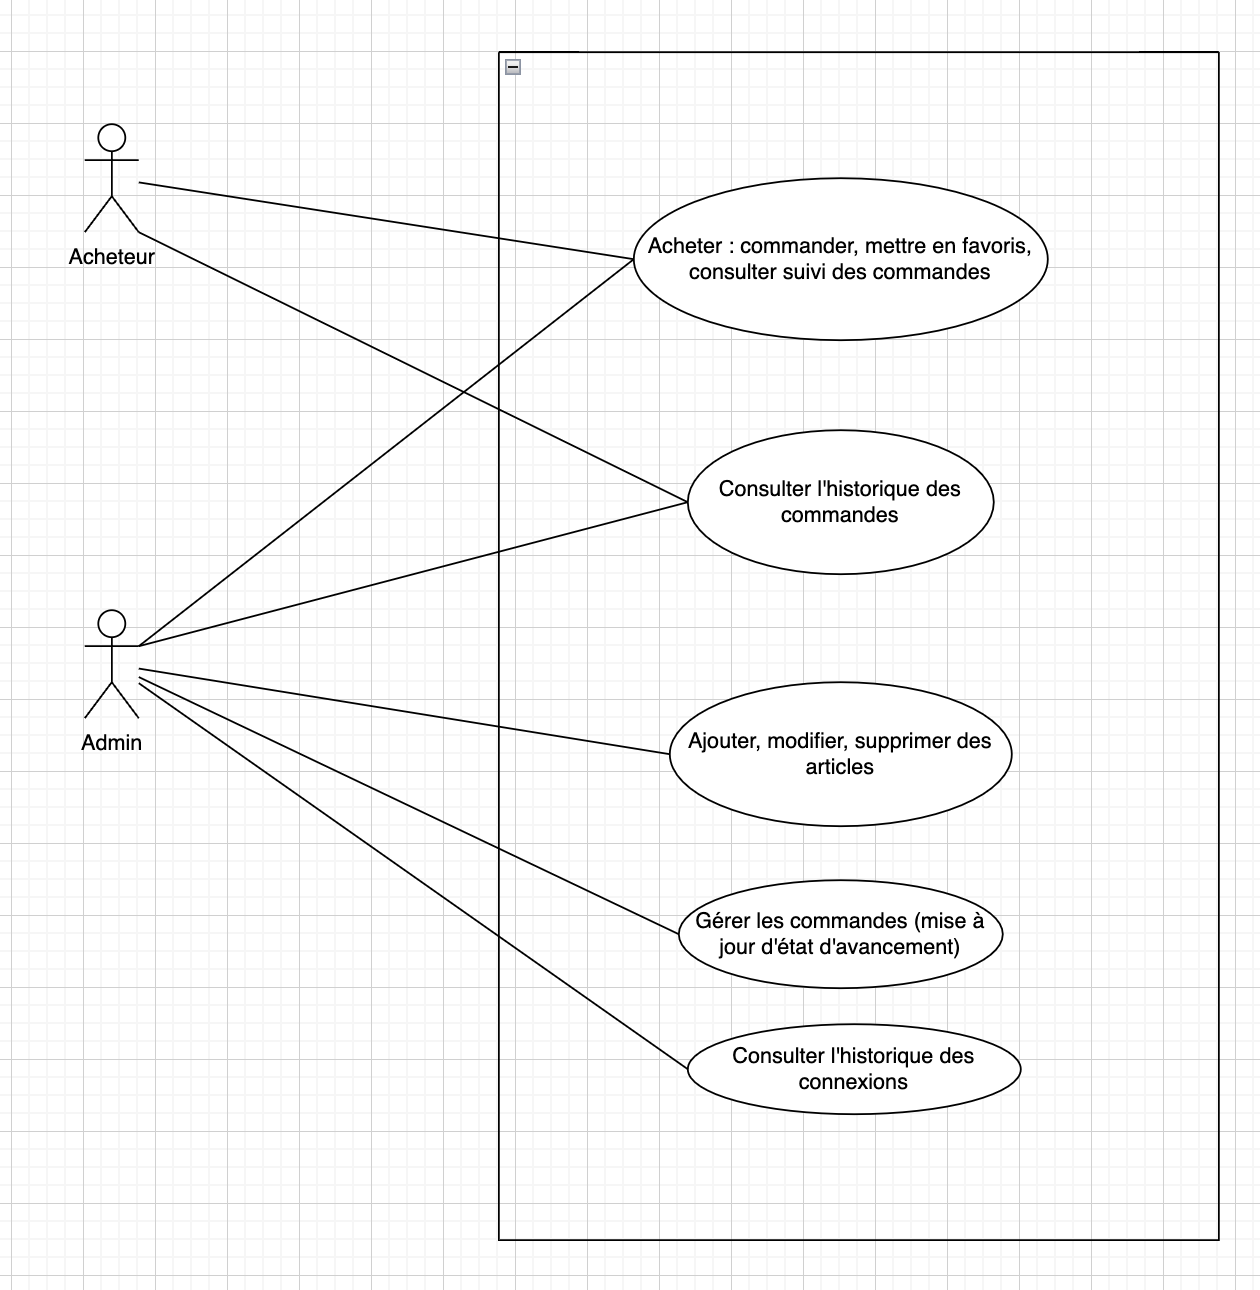 Acheteur
Acheter : commander, mettre en favoris,
consulter suivi des commandes
Consulter l'historique des
commandes
Admin
Ajouter, modifier, supprimer des
articles
Gérer les commandes (mise à
jour d'état d'avancement)
Consulter l'historique des
connexions